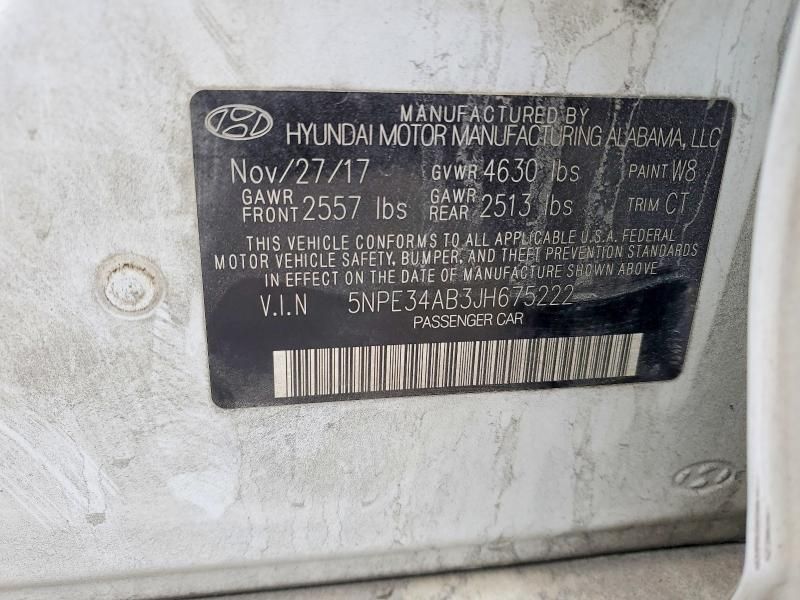 MANUFACTURED BY
HYUNDAI MOTOR MANUFACTURING ALABAMA, LLC
Nov/27/17 GVWR 4630 lbs PAINT W8
GAWR FRONT 2557 lbs GAWR REAR 2513 lbs TRIM CT
THIS VEHICLE CONFORMS TO ALL APPLICABLE U.S.A. FEDERAL
MOTOR VEHICLE SAFETY, BUMPER, AND THEFT PREVENTION STANDARDS
IN EFFECT ON THE DATE OF MANUFACTURE SHOWN ABOVE
V.I.N 5NPE34AB3JH675222
PASSENGER CAR